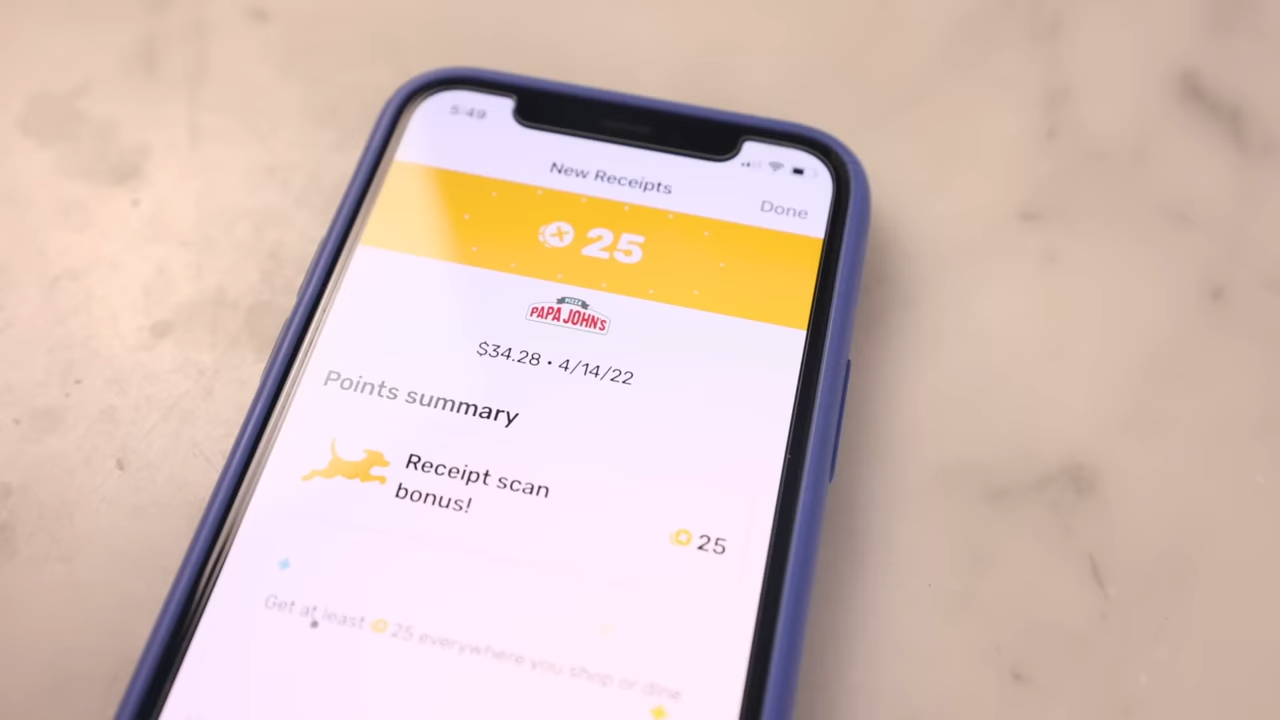 5:49
New Receipts
Done
25
PIZZA
PAPA JOHN'S
$34.28 • 4/14/22
Points summary
Receipt scan
bonus!
25
Get at least 25 everywhere you shop or dine